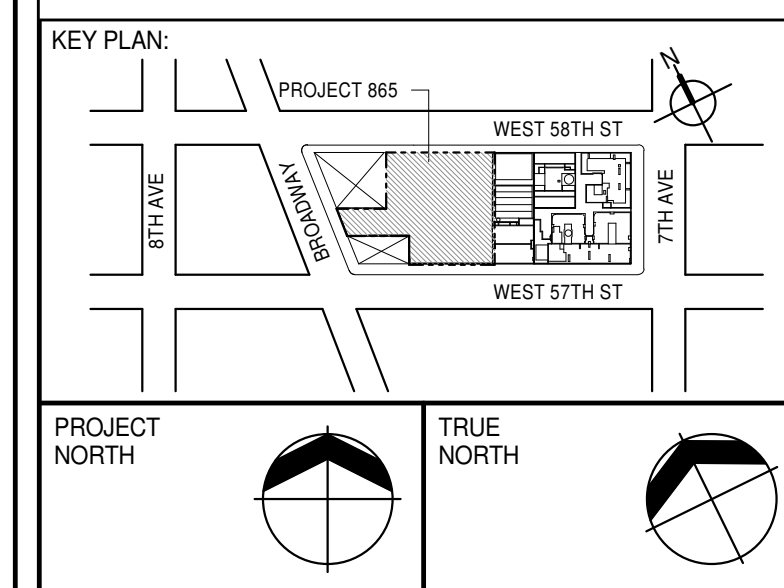 KEY PLAN:
N
PROJECT 865
WEST 58TH ST
8TH AVE
BROADWAY
7TH AVE
WEST 57TH ST
PROJECT
NORTH
TRUE
NORTH